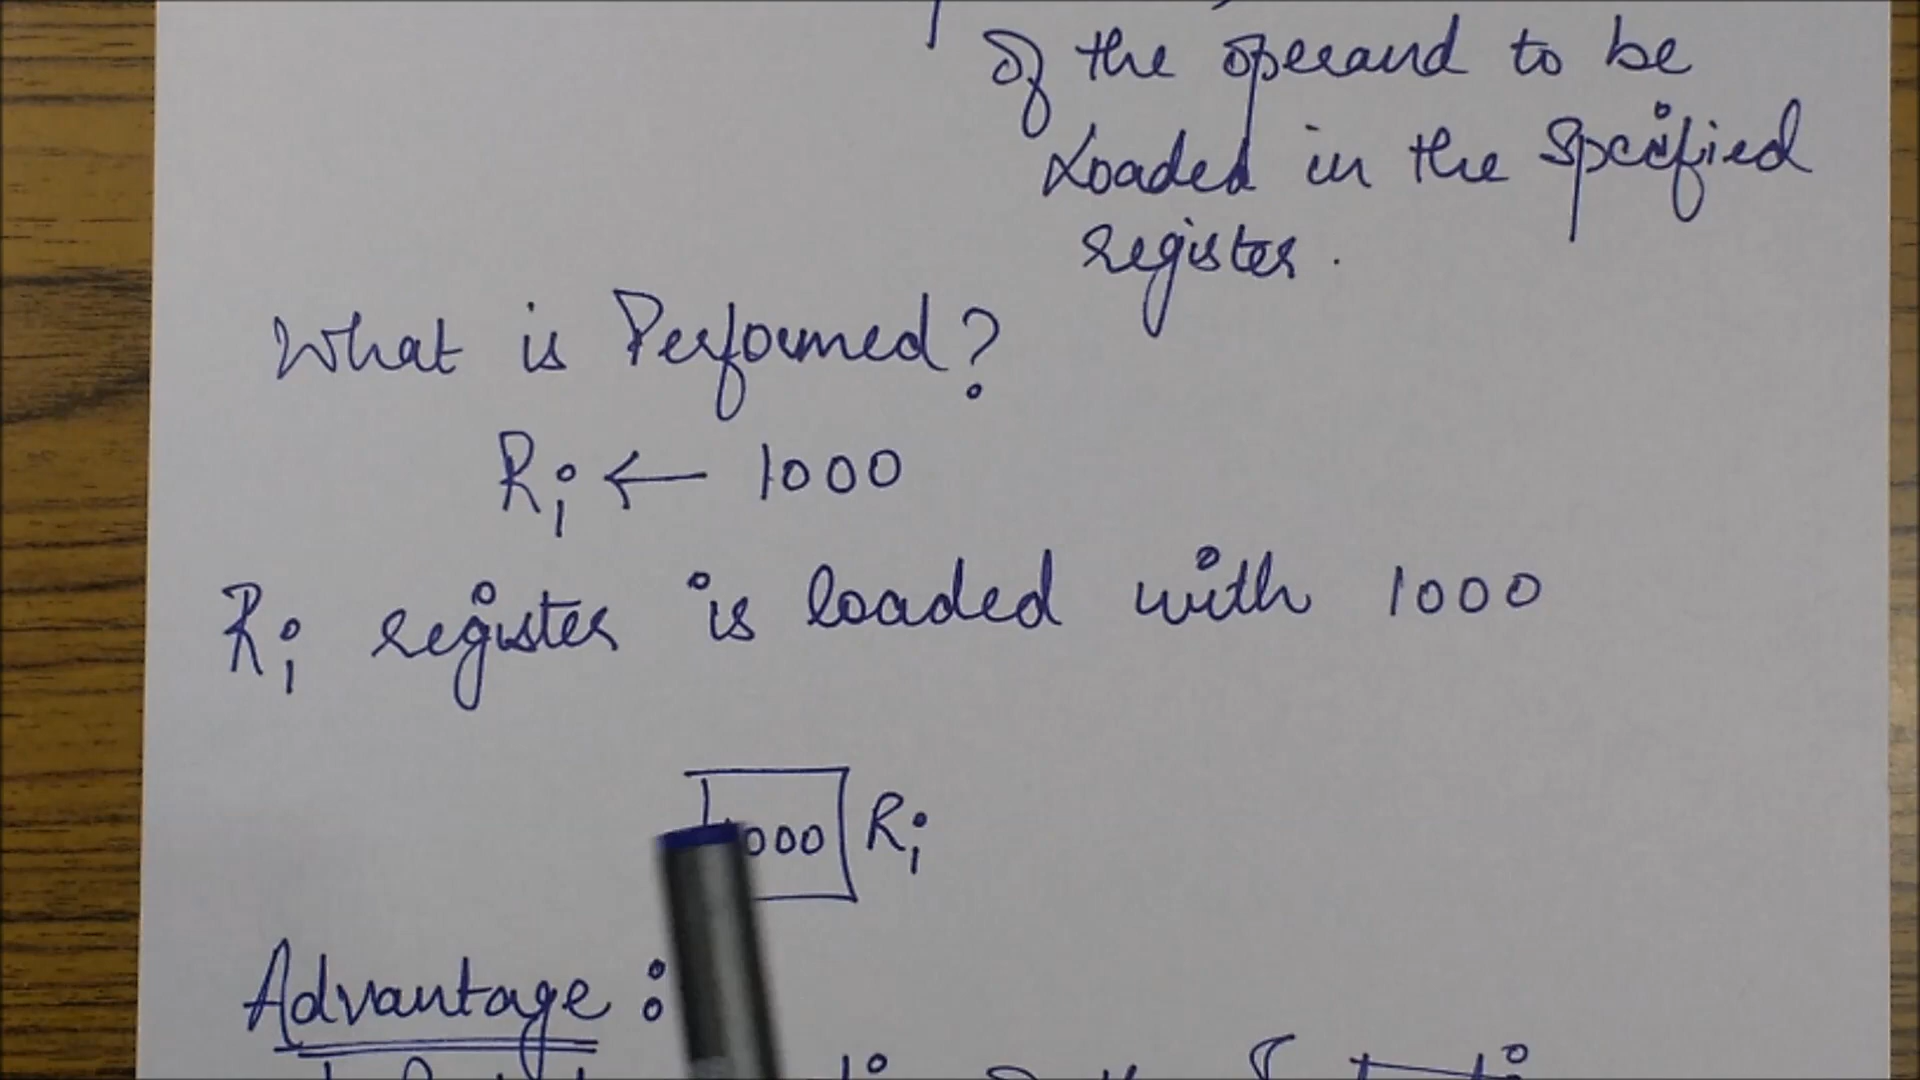 of the operand to be
Loaded in the Specified
register.
What is Performed?
Ri ← 1000
Ri register is loaded with 1000
000 Ri
Advantage :